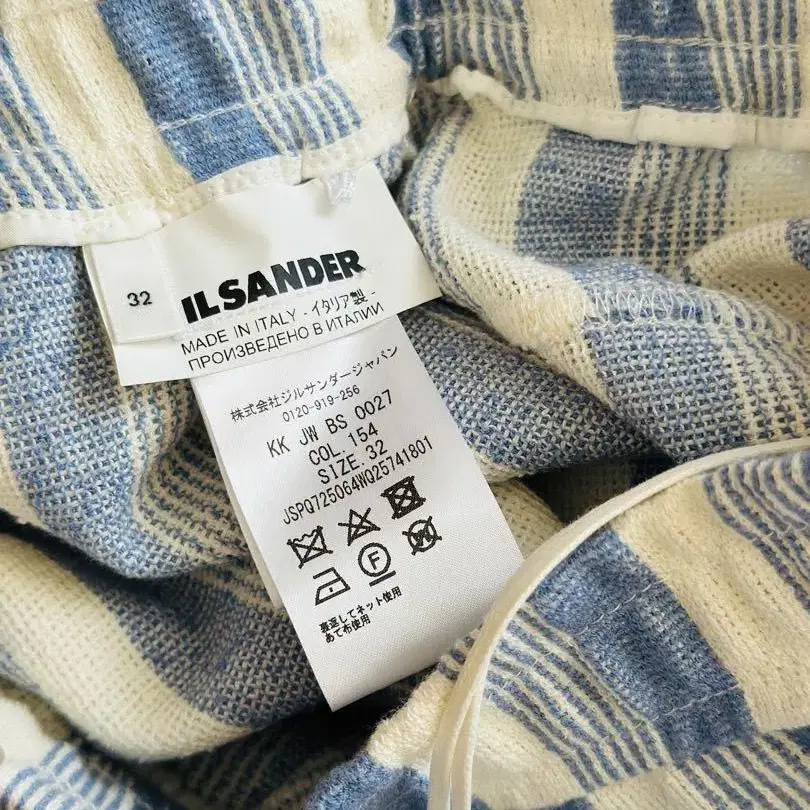 32
IL SANDER
MADE IN ITALY - イタリア製 -
ПРОИЗВЕДЕНО В ИТАЛИИ
株式会社ジルサンダージャパン
0120-919-256
KK JW BS 0027
COL. 154
SIZE. 32
JSPQ725064WQ25741801
F
W
裏返してネット使用
あて布使用